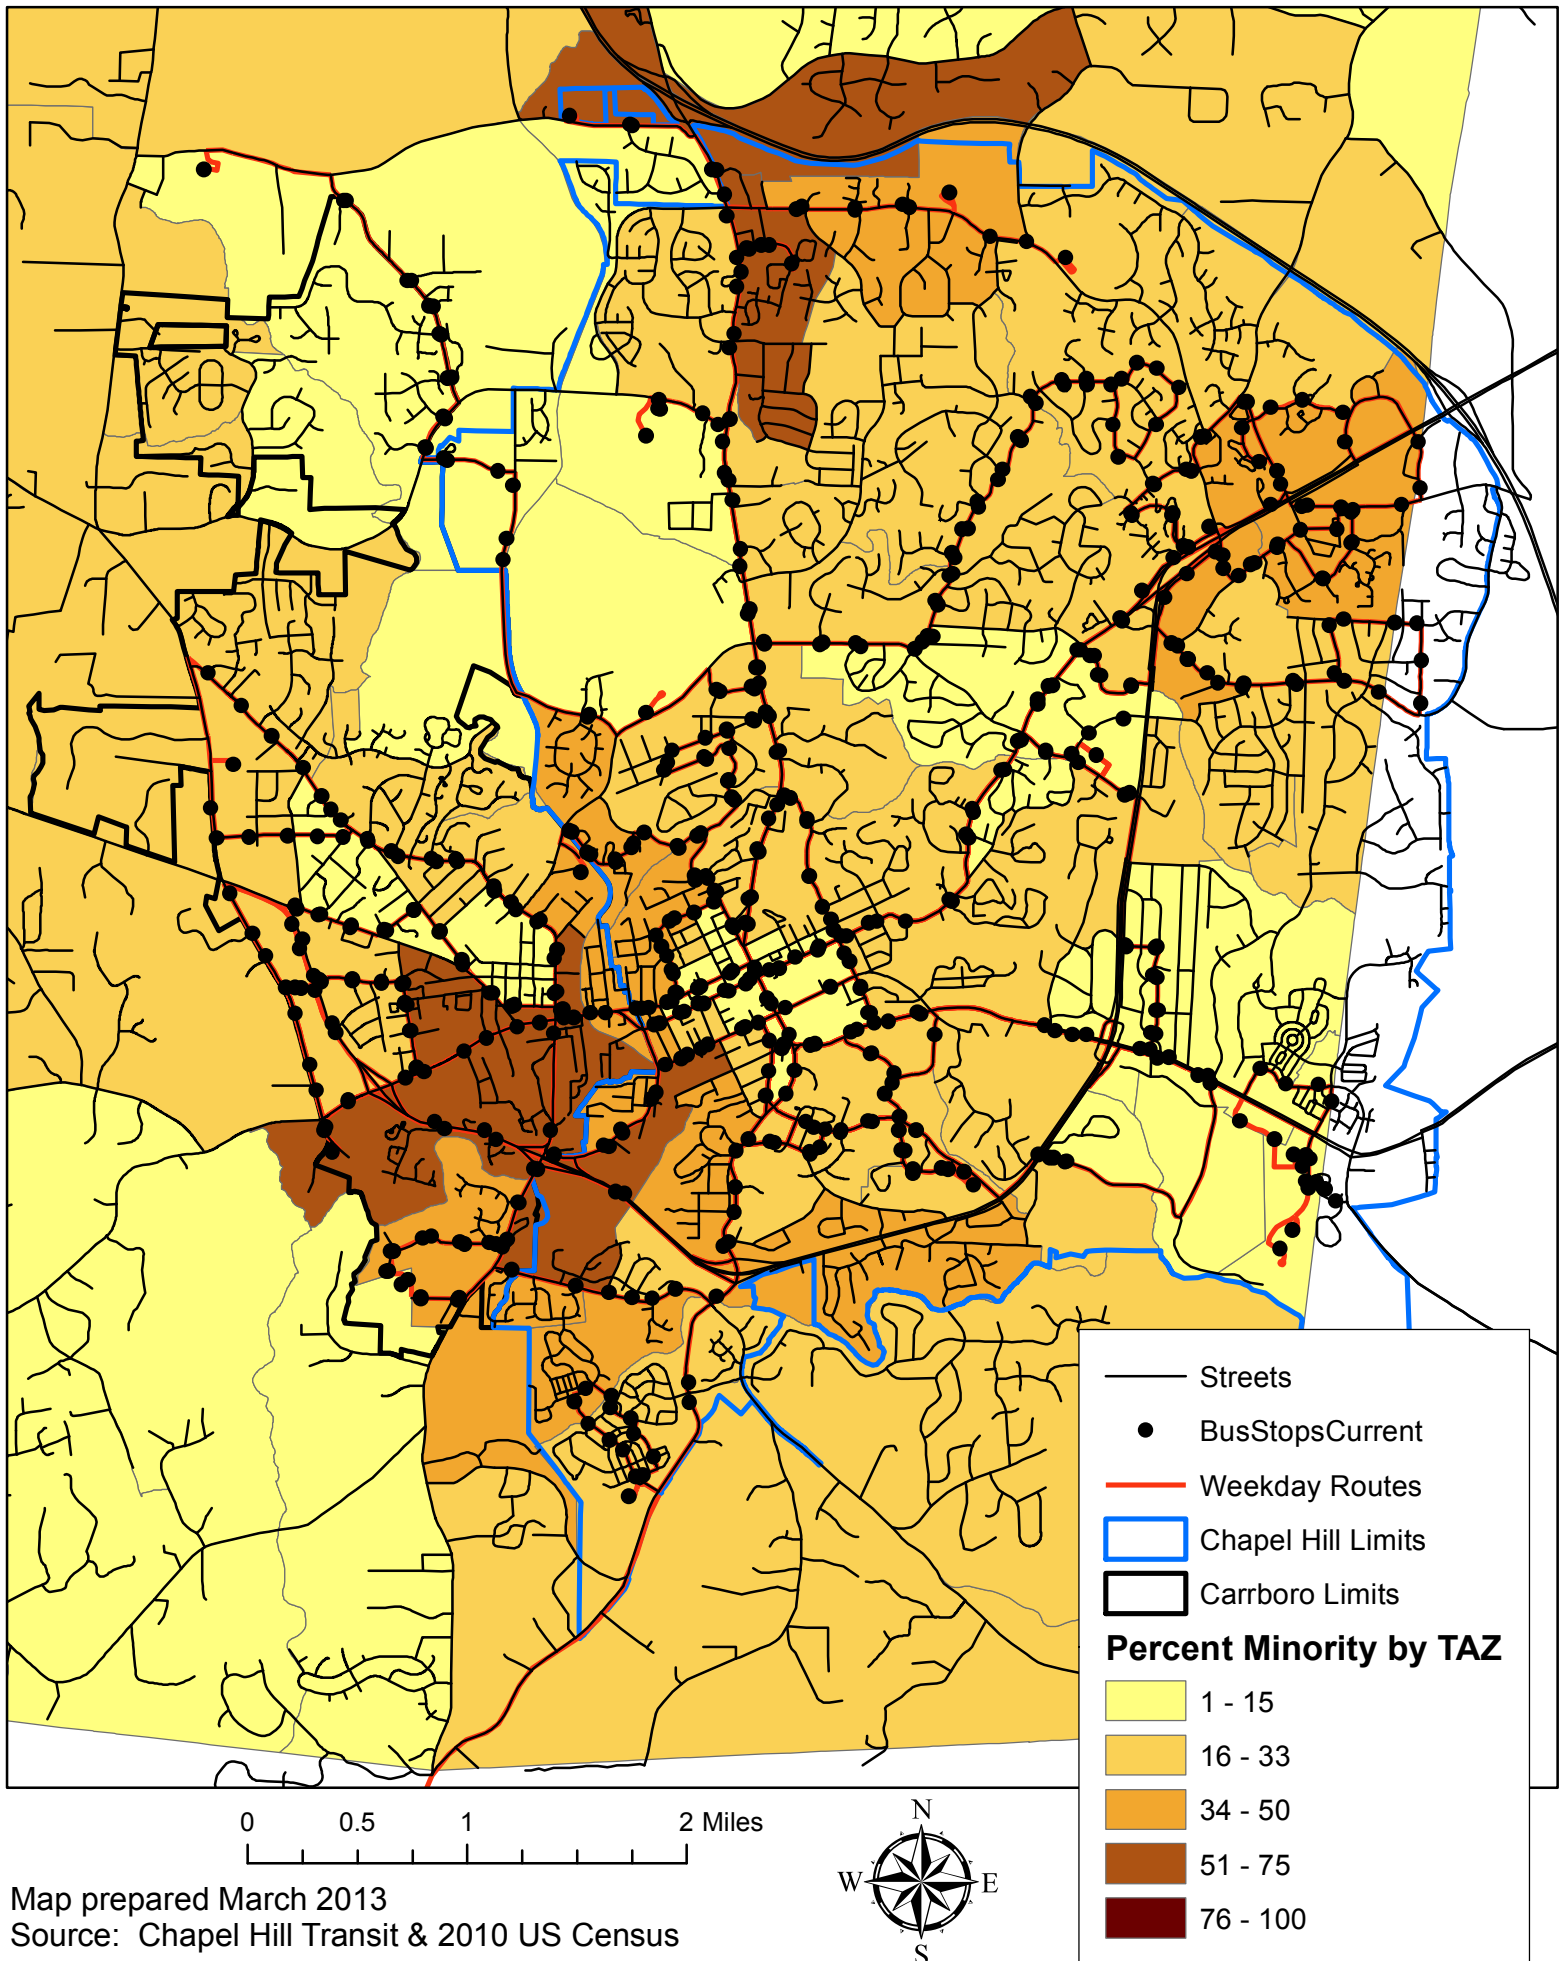 Streets
BusStopsCurrent
Weekday Routes
Chapel Hill Limits
Carrboro Limits
Percent Minority by TAZ
1 - 15
16 - 33
34 - 50
51 - 75
76 - 100
0 0.5 1 2 Miles
N
W E
S
Map prepared March 2013
Source: Chapel Hill Transit & 2010 US Census